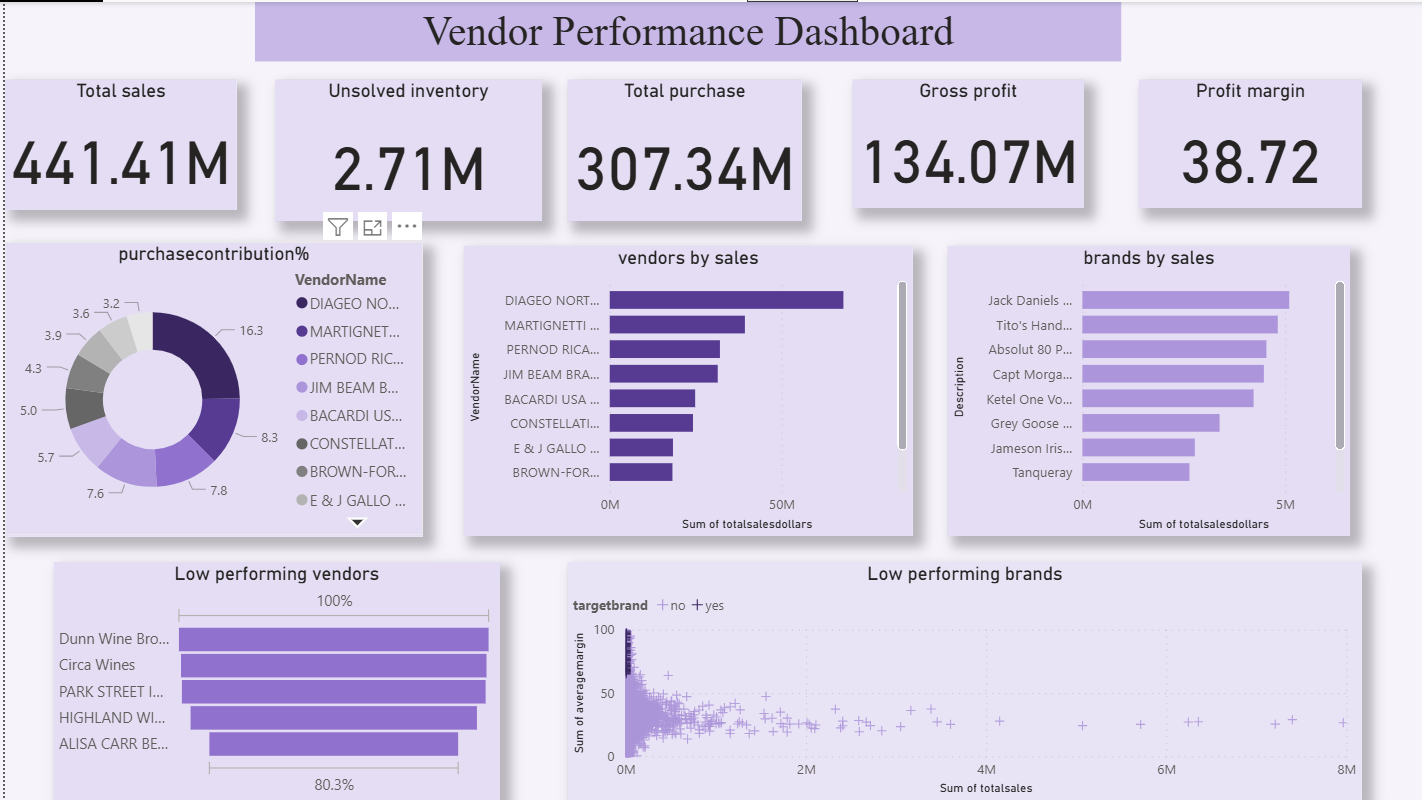 Vendor Performance Dashboard
Total sales
441.41M
Unsolved inventory
2.71M
Total purchase
307.34M
Gross profit
134.07M
Profit margin
38.72
purchasecontribution%
VendorName
DIAGEO NO...
MARTIGNET...
PERNOD RIC...
JIM BEAM B...
BACARDI US...
CONSTELLAT...
BROWN-FOR...
E & J GALLO ...
16.3
8.3
7.8
7.6
5.7
5.0
4.3
3.9
3.6
3.2
vendors by sales
VendorName
DIAGEO NORT...
MARTIGNETTI ...
PERNOD RICA...
JIM BEAM BRA...
BACARDI USA ...
CONSTELLATI...
E & J GALLO ...
BROWN-FOR...
0M 50M
Sum of totalsalesdollars
brands by sales
Description
Jack Daniels ...
Tito's Hand...
Absolut 80 P...
Capt Morga...
Ketel One Vo...
Grey Goose ...
Jameson Iris...
Tanqueray
0M 5M
Sum of totalsalesdollars
Low performing vendors
100%
Dunn Wine Bro...
Circa Wines
PARK STREET I...
HIGHLAND WI...
ALISA CARR BE...
80.3%
Low performing brands
targetbrand no yes
Sum of averagemargin
100
50
0
0M 2M 4M 6M 8M
Sum of totalsales